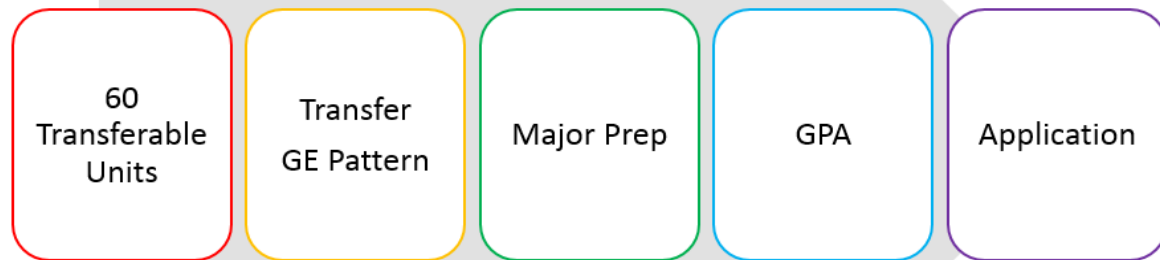 60
Transferable
Units
Transfer
GE Pattern
Major Prep
GPA
Application